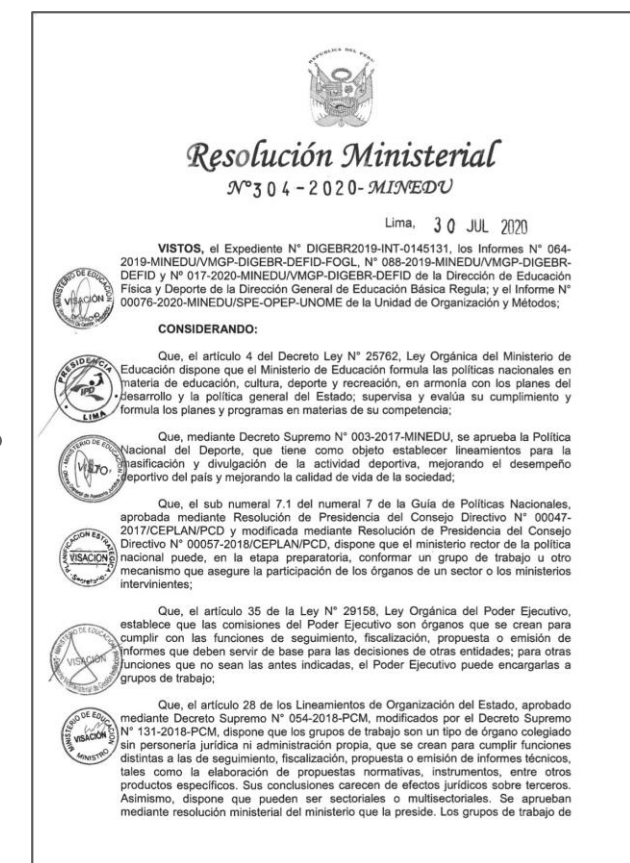 REPUBLICA DEL PERU
Resolución Ministerial
N°304-2020-MINEDU
Lima, 30 JUL 2020
VISTOS, el Expediente N° DIGEBR2019-INT-0145131, los Informes N° 064-
2019-MINEDU/VMGP-DIGEBR-DEFID-FOGL, N° 088-2019-MINEDU/VMGP-DIGEBR-
DEFID y Nº 017-2020-MINEDU/VMGP-DIGEBR-DEFID de la Dirección de Educación
Física y Deporte de la Dirección General de Educación Básica Regula; y el Informe N°
00076-2020-MINEDU/SPE-OPEP-UNOME de la Unidad de Organización y Métodos;
MINISTERIO DE EDUCACIÓN
VISACIÓN
CONSIDERANDO:
Que, el artículo 4 del Decreto Ley N° 25762, Ley Orgánica del Ministerio de
Educación dispone que el Ministerio de Educación formula las políticas nacionales en
materia de educación, cultura, deporte y recreación, en armonía con los planes del
desarrollo y la política general del Estado; supervisa y evalúa su cumplimiento y
formula los planes y programas en materias de su competencia;
PRESIDENCIA
IPD
LIMA
Que, mediante Decreto Supremo N° 003-2017-MINEDU, se aprueba la Política
Nacional del Deporte, que tiene como objeto establecer lineamientos para la
masificación y divulgación de la actividad deportiva, mejorando el desempeño
deportivo del país y mejorando la calidad de vida de la sociedad;
VISTO
Que, el sub numeral 7.1 del numeral 7 de la Guía de Políticas Nacionales,
aprobada mediante Resolución de Presidencia del Consejo Directivo N° 00047-
2017/CEPLAN/PCD y modificada mediante Resolución de Presidencia del Consejo
Directivo N° 00057-2018/CEPLAN/PCD, dispone que el ministerio rector de la política
nacional puede, en la etapa preparatoria, conformar un grupo de trabajo u otro
mecanismo que asegure la participación de los órganos de un sector o los ministerios
intervinientes;
PLANIFICACION ESTRATEGICA
VISACION
Secretario
Que, el artículo 35 de la Ley N° 29158, Ley Orgánica del Poder Ejecutivo,
establece que las comisiones del Poder Ejecutivo son órganos que se crean para
cumplir con las funciones de seguimiento, fiscalización, propuesta o emisión de
informes que deben servir de base para las decisiones de otras entidades; para otras
funciones que no sean las antes indicadas, el Poder Ejecutivo puede encargarlas a
grupos de trabajo;
VISACIÓN
Que, el artículo 28 de los Lineamientos de Organización del Estado, aprobado
mediante Decreto Supremo N° 054-2018-PCM, modificados por el Decreto Supremo
N° 131-2018-PCM, dispone que los grupos de trabajo son un tipo de órgano colegiado
sin personería jurídica ni administración propia, que se crean para cumplir funciones
distintas a las de seguimiento, fiscalización, propuesta o emisión de informes técnicos,
tales como la elaboración de propuestas normativas, instrumentos, entre otros
productos específicos. Sus conclusiones carecen de efectos jurídicos sobre terceros.
Asimismo, dispone que pueden ser sectoriales o multisectoriales. Se aprueban
mediante resolución ministerial del ministerio que la preside. Los grupos de trabajo de
MINISTERIO DE EDUCACIÓN
VISACIÓN
MINISTRO